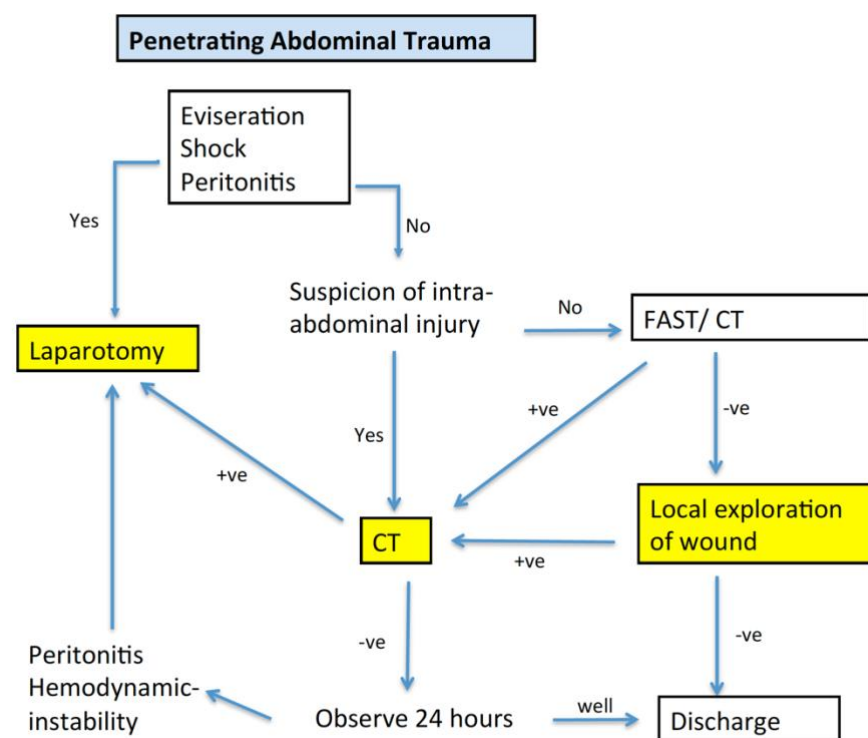 Penetrating Abdominal Trauma
Eviseration
Shock
Peritonitis
Yes
No
Suspicion of intra-
abdominal injury
No
FAST/ CT
Laparotomy
+ve
-ve
Yes
+ve
Local exploration
of wound
CT
+ve
-ve
-ve
Peritonitis
Hemodynamic-
instability
Observe 24 hours
well
Discharge